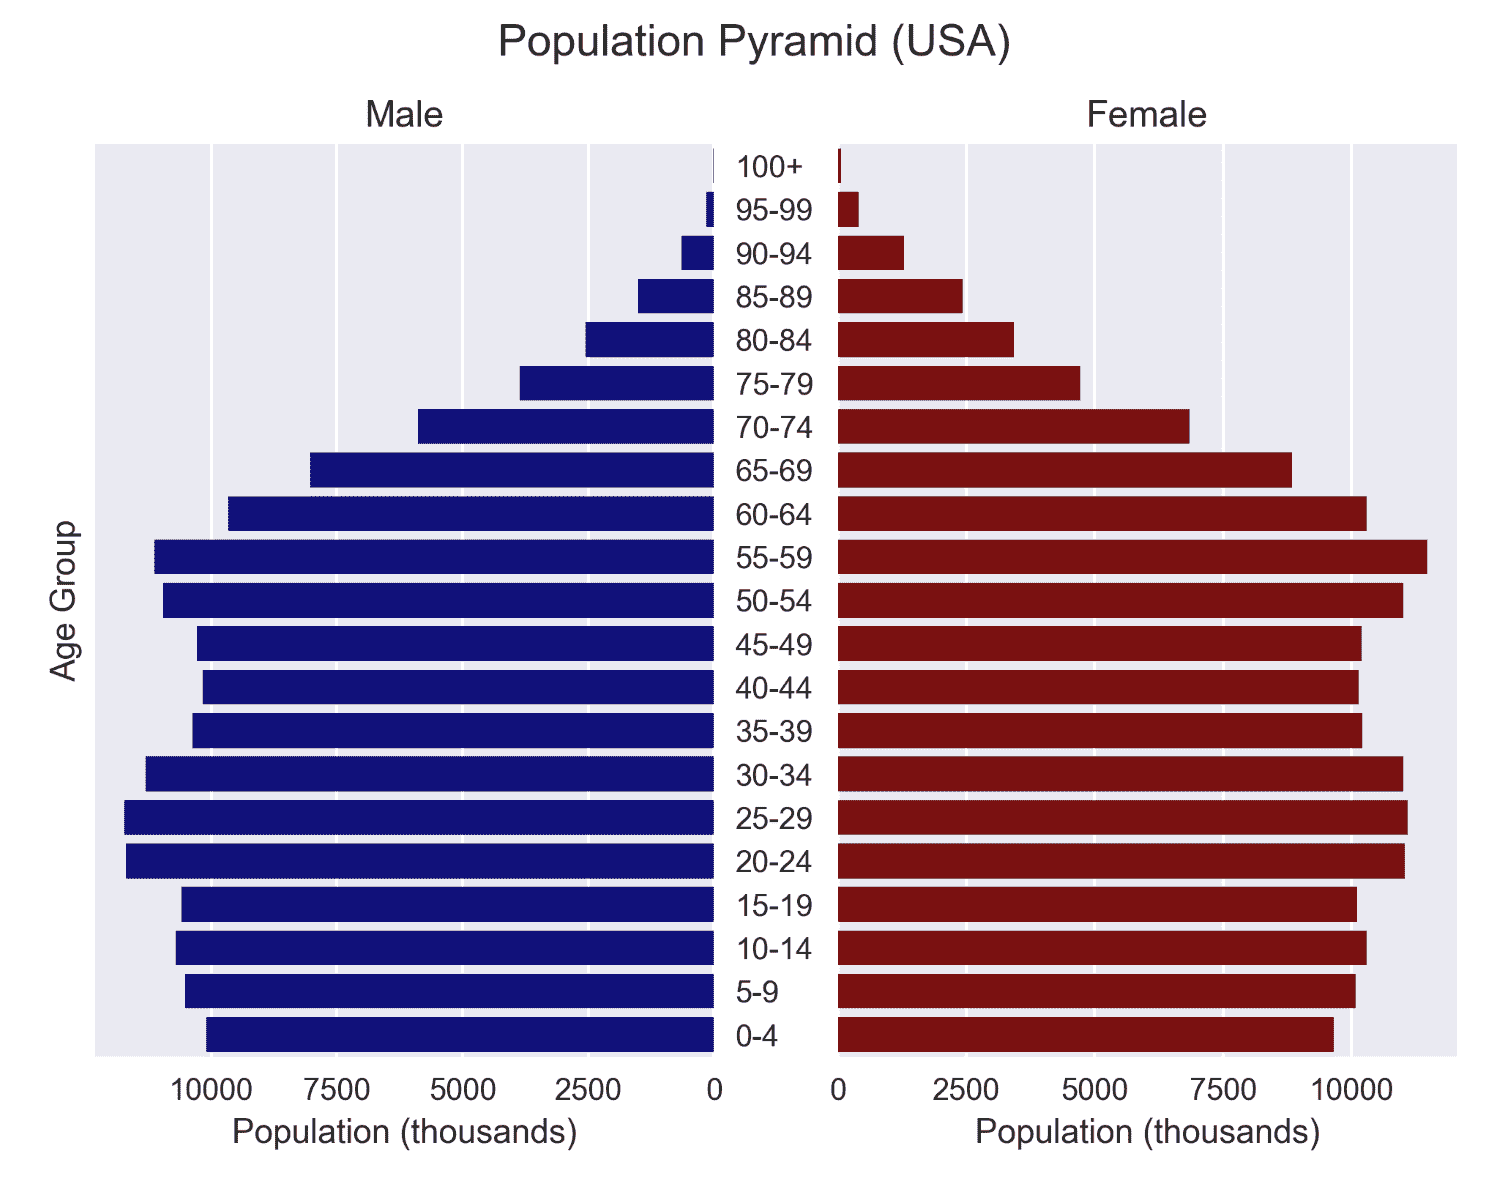 Population Pyramid (USA)
Male
Female
Age Group
100+
95-99
90-94
85-89
80-84
75-79
70-74
65-69
60-64
55-59
50-54
45-49
40-44
35-39
30-34
25-29
20-24
15-19
10-14
5-9
0-4
10000 7500 5000 2500 0
0 2500 5000 7500 10000
Population (thousands)
Population (thousands)